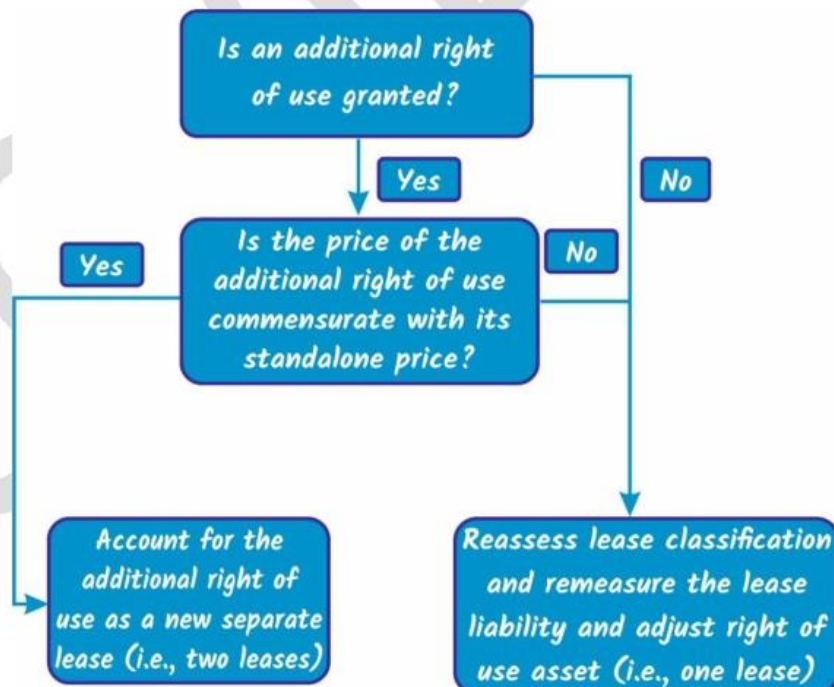 Is an additional right
of use granted?
Yes
No
Is the price of the
additional right of use
commensurate with its
standalone price?
Yes
No
Account for the
additional right of
use as a new separate
lease (i.e., two leases)
Reassess lease classification
and remeasure the lease
liability and adjust right of
use asset (i.e., one lease)